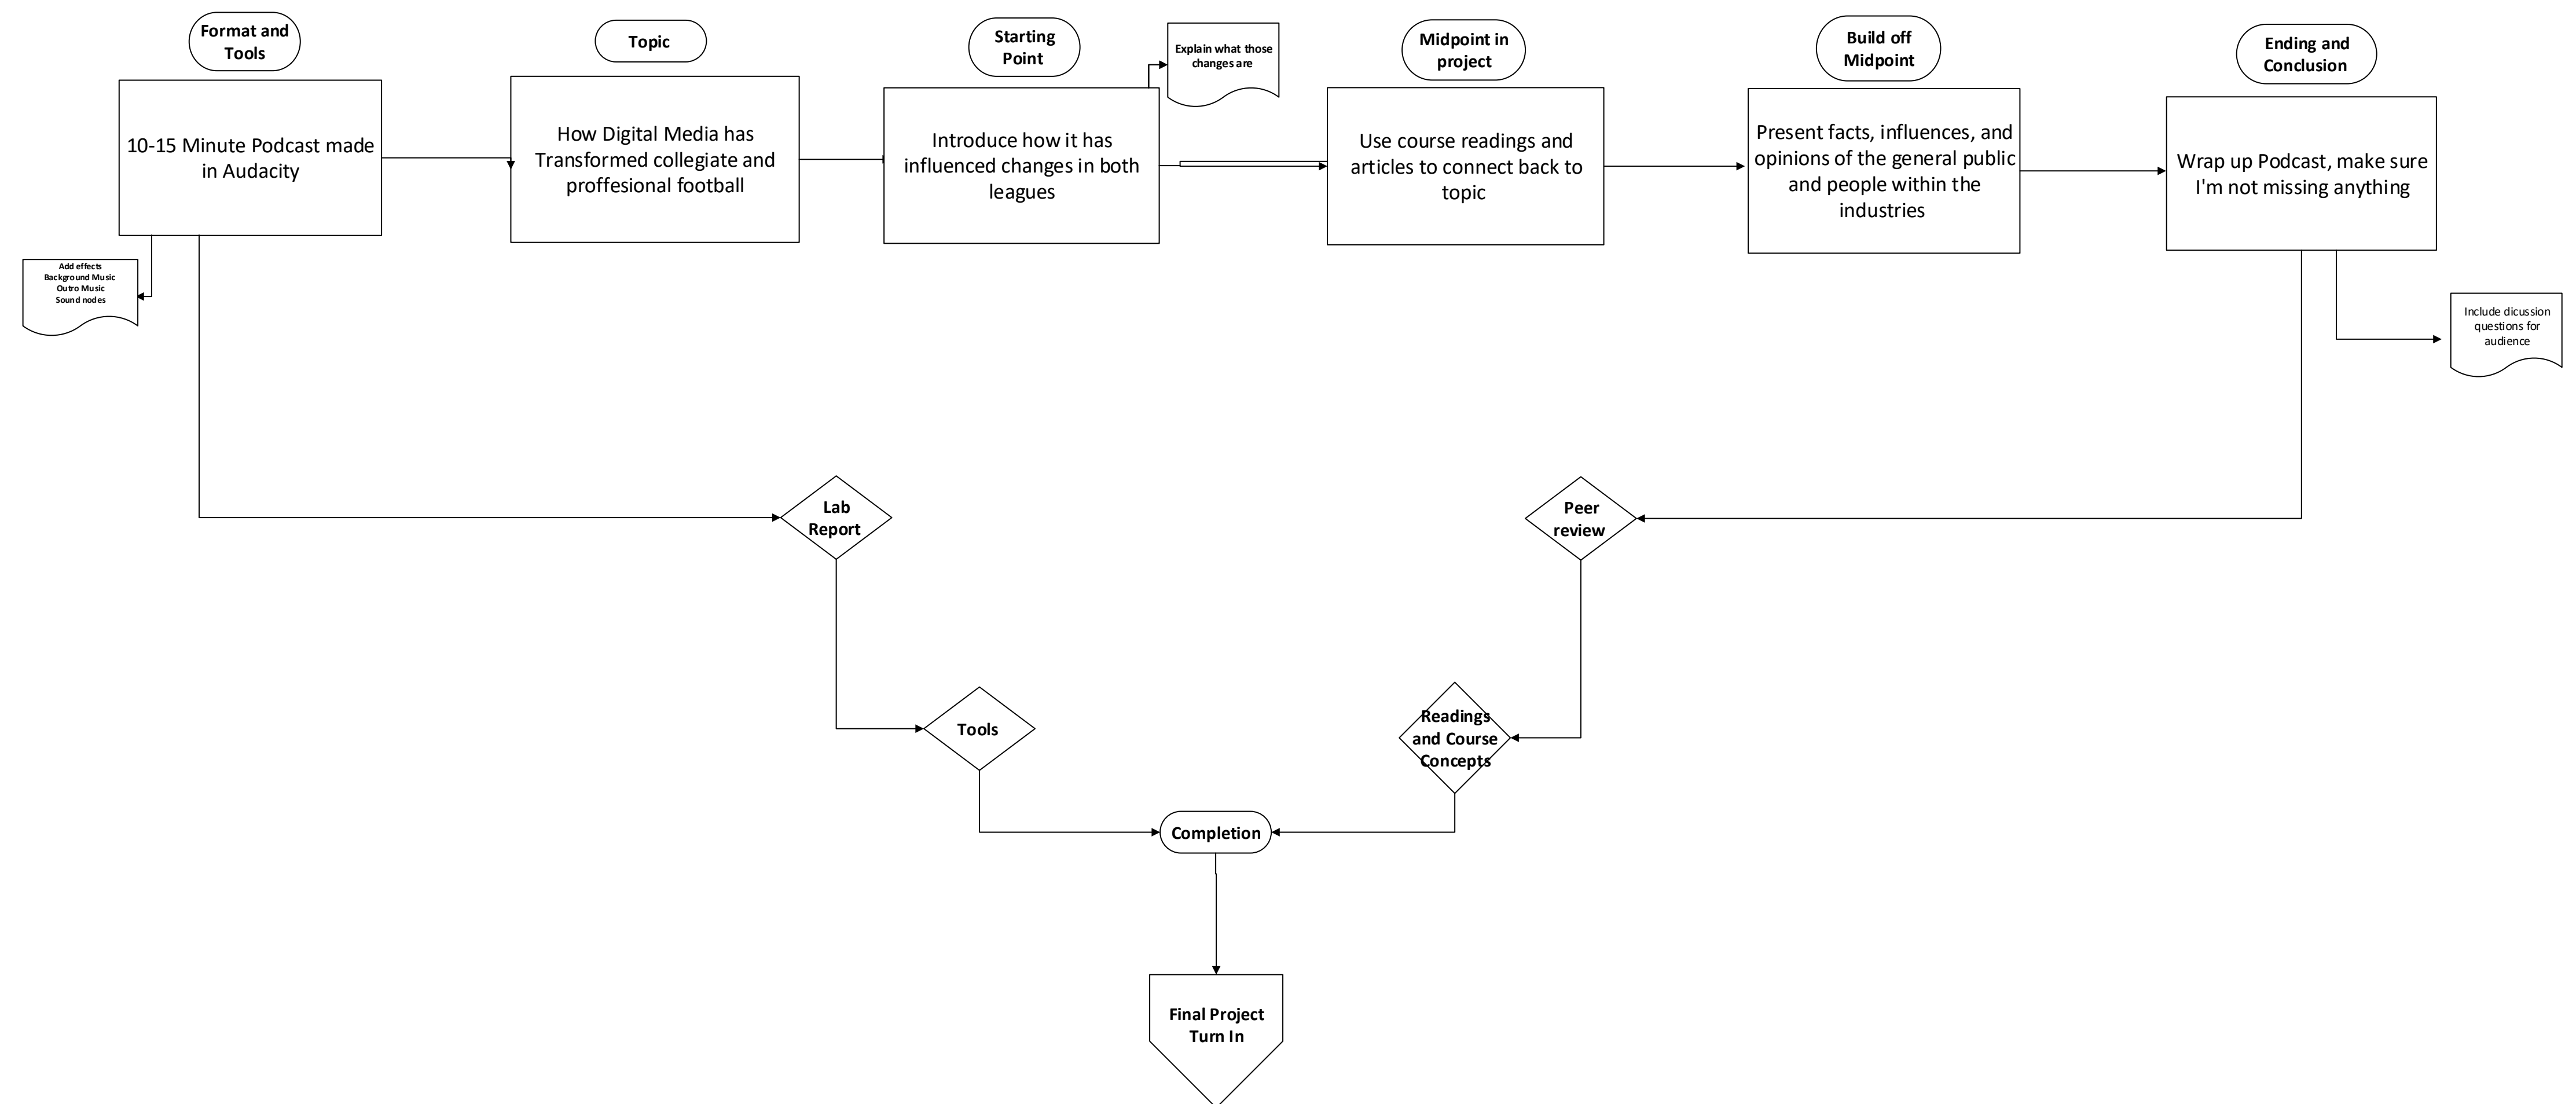 Format and
Tools
Topic
Starting
Point
Explain what those
changes are
Midpoint in
project
Build off
Midpoint
Ending and
Conclusion
10-15 Minute Podcast made
in Audacity
How Digital Media has
Transformed collegiate and
proffesional football
Introduce how it has
influenced changes in both
leagues
Use course readings and
articles to connect back to
topic
Present facts, influences, and
opinions of the general public
and people within the
industries
Wrap up Podcast, make sure
I'm not missing anything
Add effects
Background Music
Outro Music
Sound nodes
Include dicussion
questions for
audience
Lab
Report
Peer
review
Tools
Readings
and Course
Concepts
Completion
Final Project
Turn In